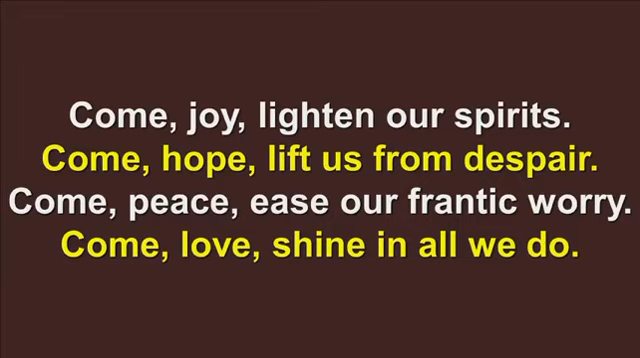 Come, joy, lighten our spirits.
Come, hope, lift us from despair.
Come, peace, ease our frantic worry.
Come, love, shine in all we do.